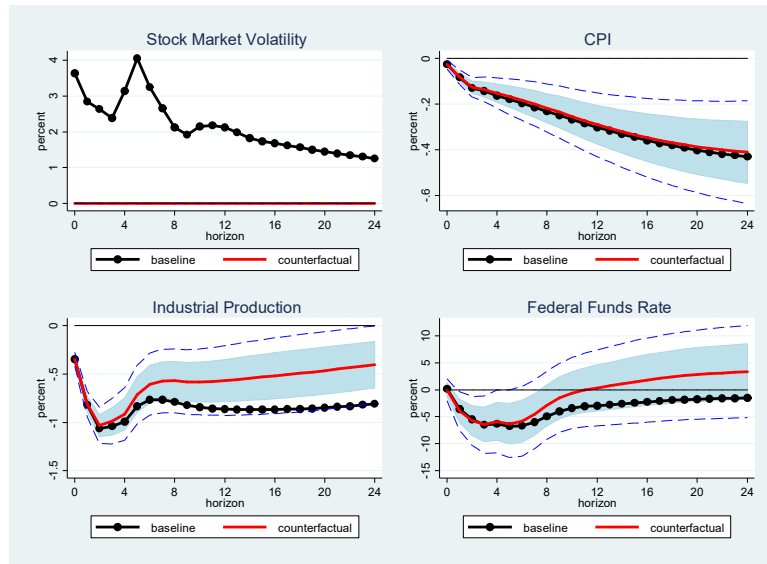 Stock Market Volatility
percent
4
3
2
1
0
0 4 8 12 16 20 24
horizon
baseline counterfactual
CPI
percent
0
-.2
-.4
-.6
0 4 8 12 16 20 24
horizon
baseline counterfactual
Industrial Production
percent
0
-.5
-1
-1.5
0 4 8 12 16 20 24
horizon
baseline counterfactual
Federal Funds Rate
percent
10
5
0
-5
-10
-15
0 4 8 12 16 20 24
horizon
baseline counterfactual